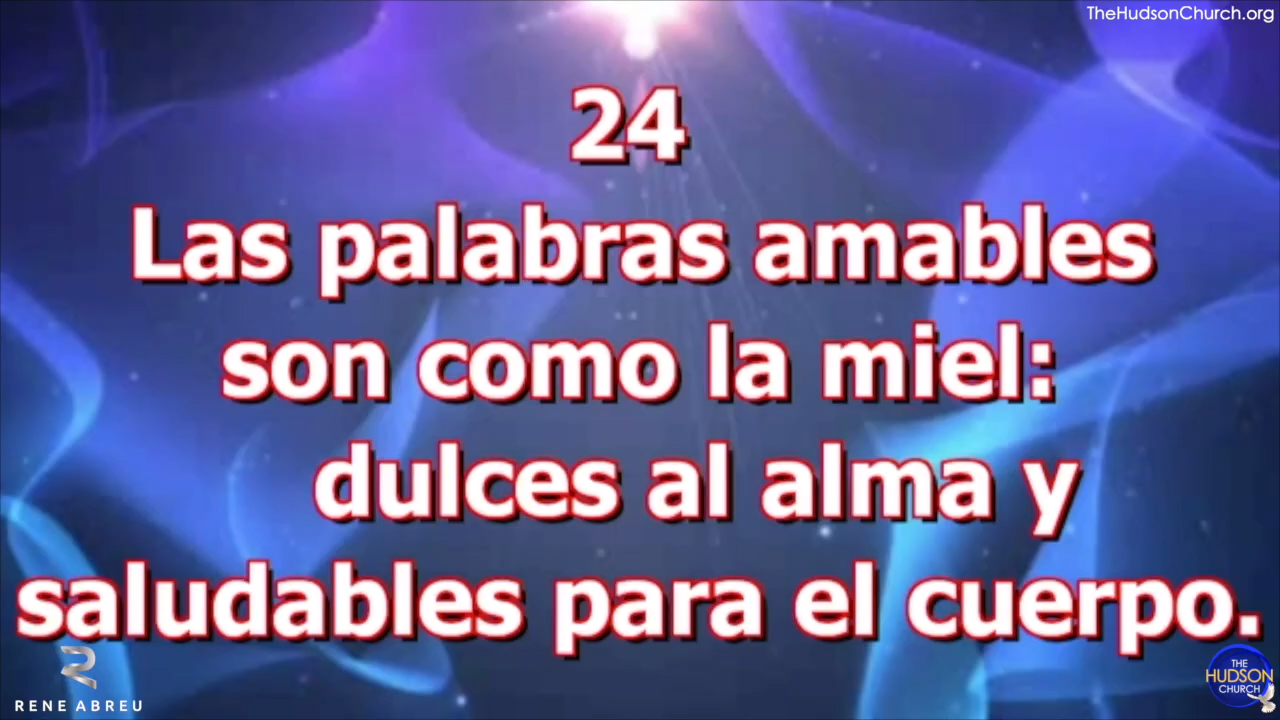 TheHudsonChurch.org
24
Las palabras amables
son como la miel:
dulces al alma y
saludables para el cuerpo.
RENE ABREU
THE
HUDSON
CHURCH